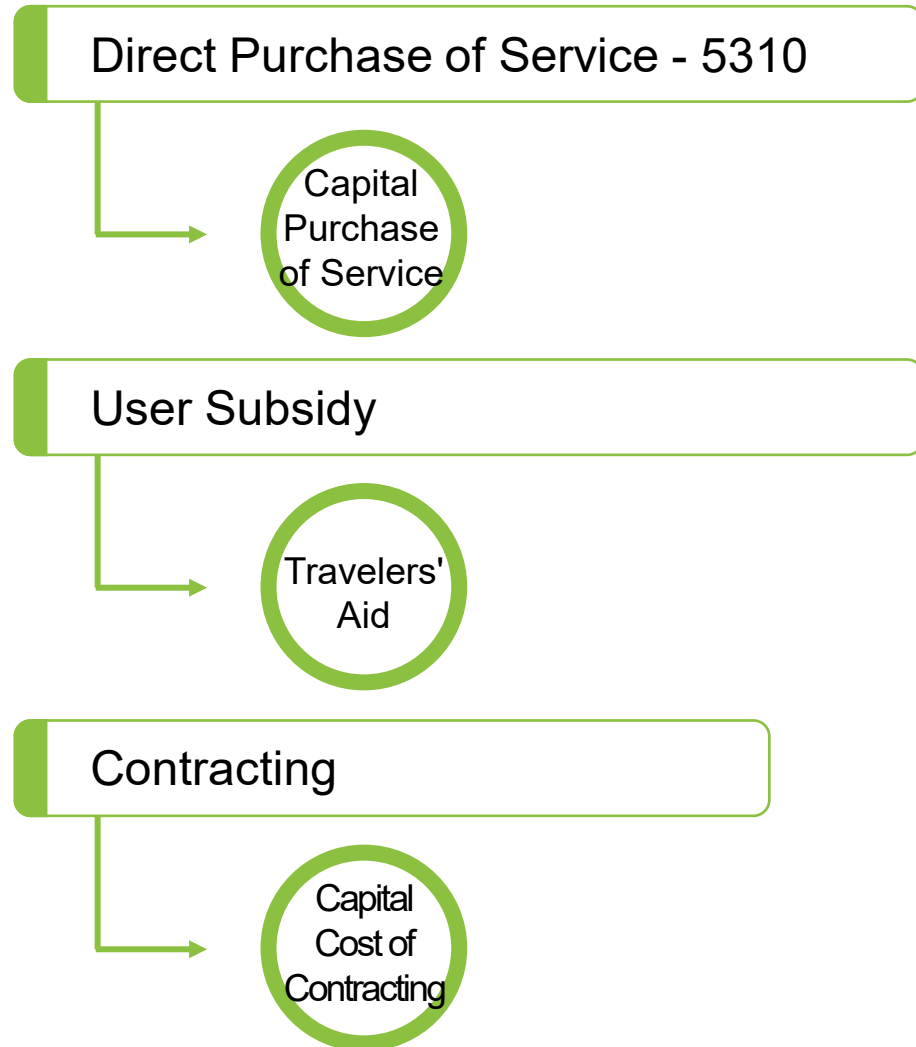 Direct Purchase of Service - 5310
Capital
Purchase
of Service
User Subsidy
Travelers'
Aid
Contracting
Capital
Cost of
Contracting